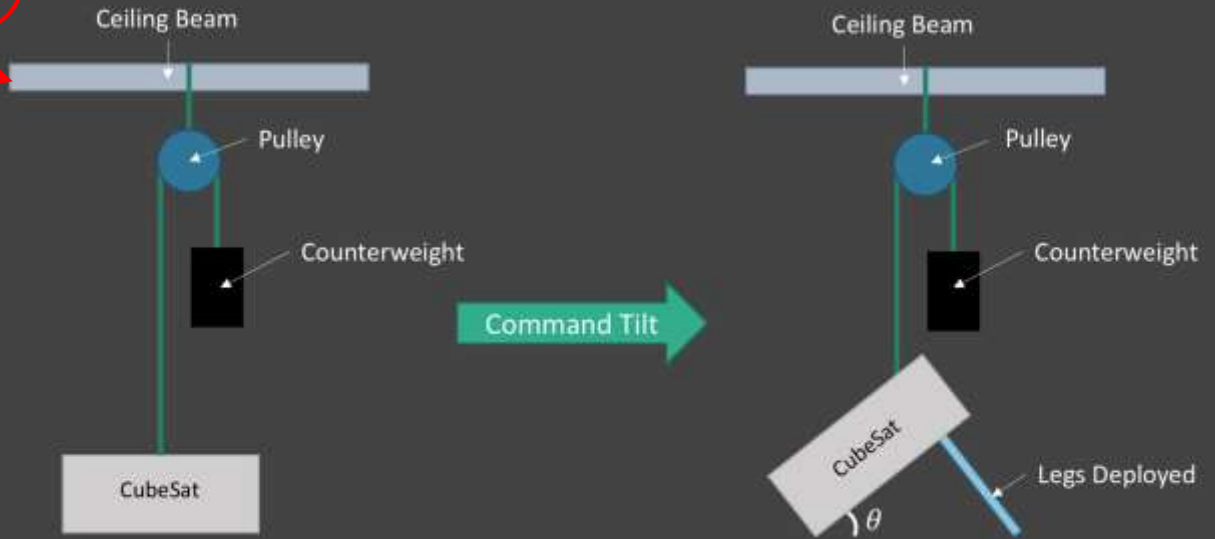 Ceiling Beam
Pulley
Counterweight
CubeSat
Command Tilt
Ceiling Beam
Pulley
Counterweight
CubeSat
Legs Deployed
θ